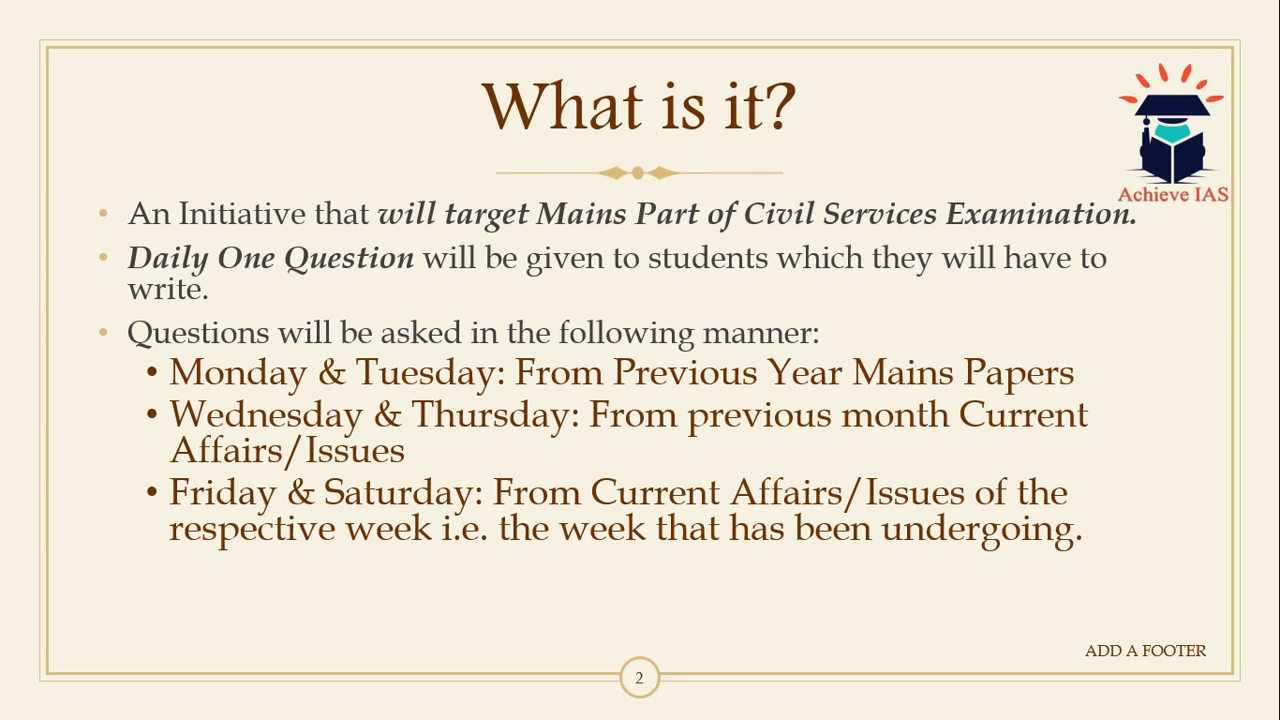 What is it?
Achieve IAS
• An Initiative that will target Mains Part of Civil Services Examination.
• Daily One Question will be given to students which they will have to
write.
• Questions will be asked in the following manner:
• Monday & Tuesday: From Previous Year Mains Papers
• Wednesday & Thursday: From previous month Current
Affairs/Issues
• Friday & Saturday: From Current Affairs/Issues of the
respective week i.e. the week that has been undergoing.
ADD A FOOTER
2